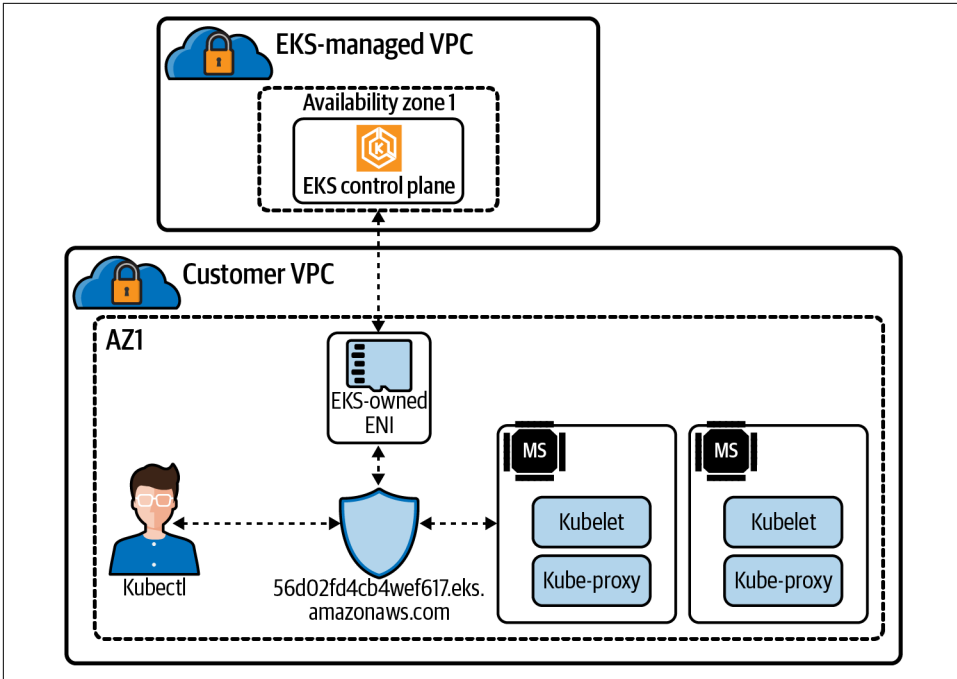 EKS-managed VPC
Availability zone 1
K
EKS control plane
Customer VPC
AZ1
EKS-owned
ENI
MS
MS
Kubelet
Kubelet
Kube-proxy
Kube-proxy
Kubectl
56d02fd4cb4wef617.eks.
amazonaws.com